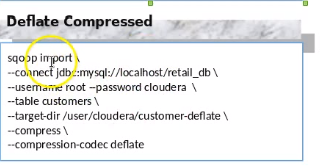 Deflate Compressed
sqoop import \
--connect jdbc:mysql://localhost/retail_db \
--username root --password cloudera \
--table customers \
--target-dir /user/cloudera/customer-deflate \
--compress \
--compression-codec deflate